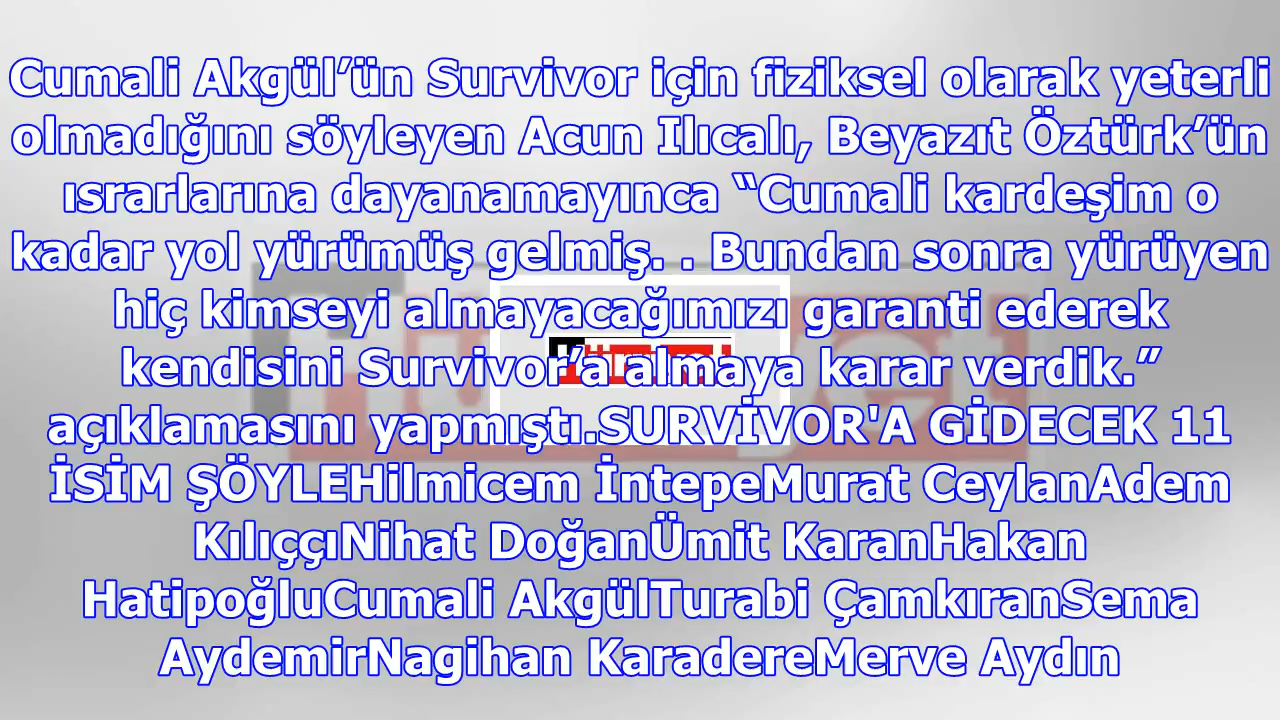 Cumali Akgül’ün Survivor için fiziksel olarak yeterli
olmadığını söyleyen Acun Ilıcalı, Beyazıt Öztürk’ün
ısrarlarına dayanamayınca “Cumali kardeşim o
kadar yol yürümüş gelmiş. . Bundan sonra yürüyen
hiç kimseyi almayacağımızı garanti ederek
kendisini Survivor’a almaya karar verdik.”
açıklamasını yapmıştı.SURVİVOR'A GİDECEK 11
İSİM ŞÖYLEHilmicem İntepeMurat CeylanAdem
KılıççıNihat DoğanÜmit KaranHakan
HatipoğluCumali AkgülTurabi ÇamkıranSema
AydemirNagihan KaradereMerve Aydın